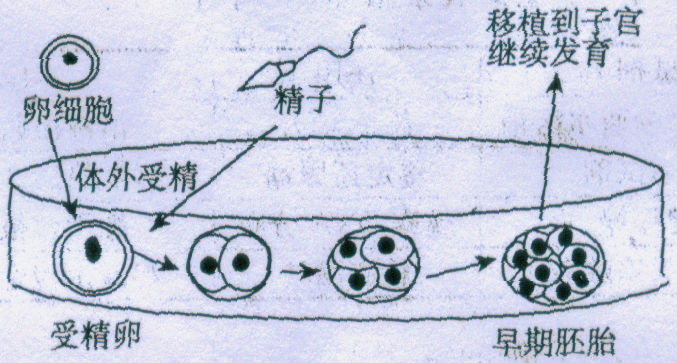 移植到子宫
继续发育
卵细胞
精子
体外受精
受精卵
早期胚胎